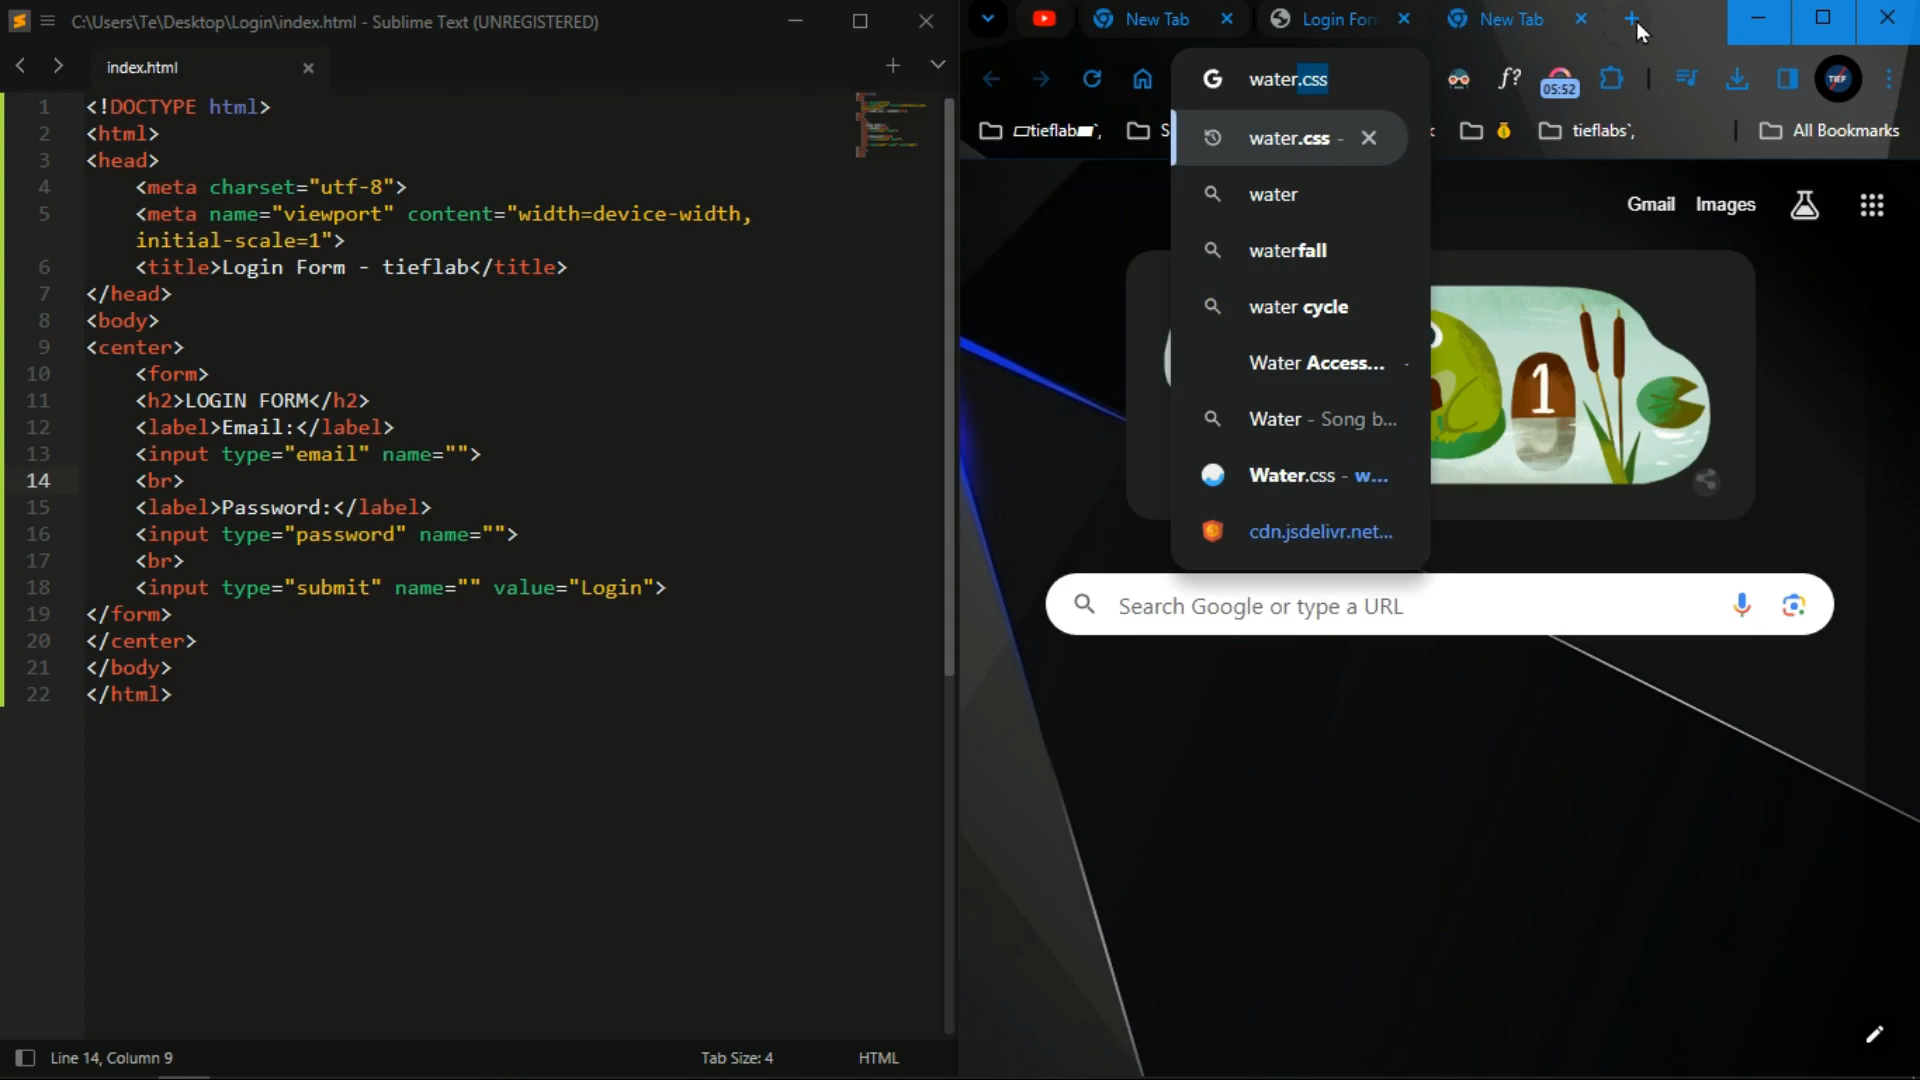 C:\Users\Te\Desktop\Login\index.html - Sublime Text (UNREGISTERED)
index.html
1 <!DOCTYPE html>
2 <html>
3 <head>
4 <meta charset="utf-8">
5 <meta name="viewport" content="width=device-width,
initial-scale=1">
6 <title>Login Form - tieflab</title>
7 </head>
8 <body>
9 <center>
10 <form>
11 <h2>LOGIN FORM</h2>
12 <label>Email:</label>
13 <input type="email" name="">
14 <br>
15 <label>Password:</label>
16 <input type="password" name="">
17 <br>
18 <input type="submit" name="" value="Login">
19 </form>
20 </center>
21 </body>
22 </html>
Line 14, Column 9
Tab Size: 4
HTML
New Tab
Login For
New Tab
water.css
f?
05:52
TIEF
tieflab
S
tieflabs`,
All Bookmarks
water.css -
water
waterfall
water cycle
Water Access... -
Water - Song b...
Water.css - w...
cdn.jsdelivr.net...
Gmail Images
1
Search Google or type a URL